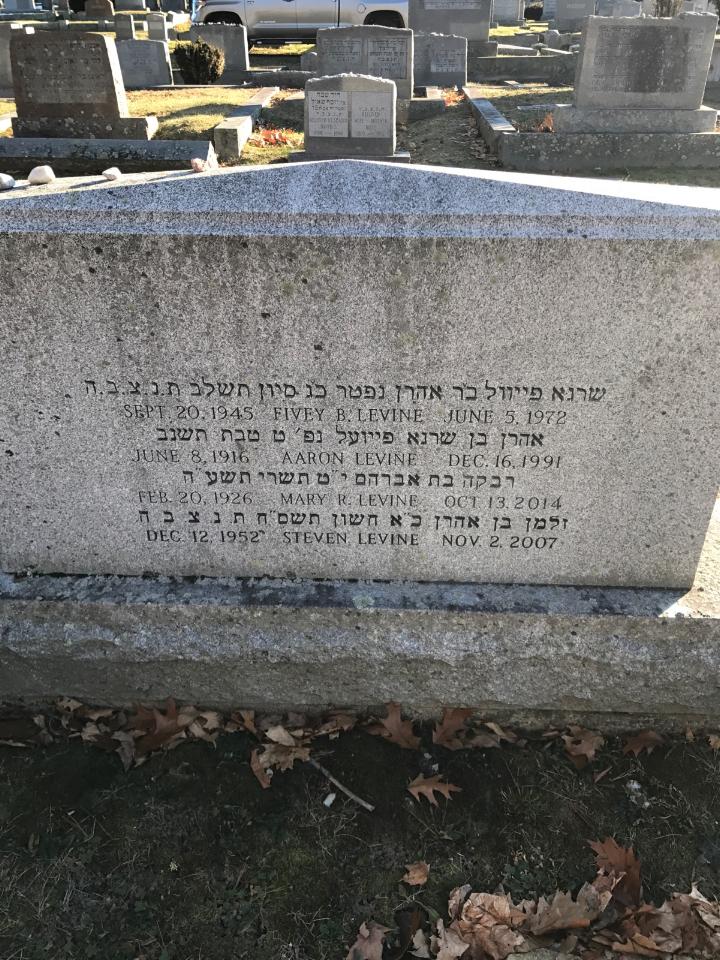 שרגא פייוול בר אהרן נפטר כג סיון תשלב ת.נ.צ.ב.ה
SEPT. 20, 1945 FIVEY B. LEVINE JUNE 5, 1972
אהרן בן שרגא פייועל נפ׳ ט טבת תשנב
JUNE 8, 1916 AARON LEVINE DEC. 16, 1991
רבקה בת אברהם י״ט תשרי תשע״ה
FEB. 20, 1926 MARY R. LEVINE OCT 13, 2014
זלמן בן אהרן כ״א חשון תשס״ח ת נ צ ב ה
DEC. 12, 1952 STEVEN LEVINE NOV. 2, 2007